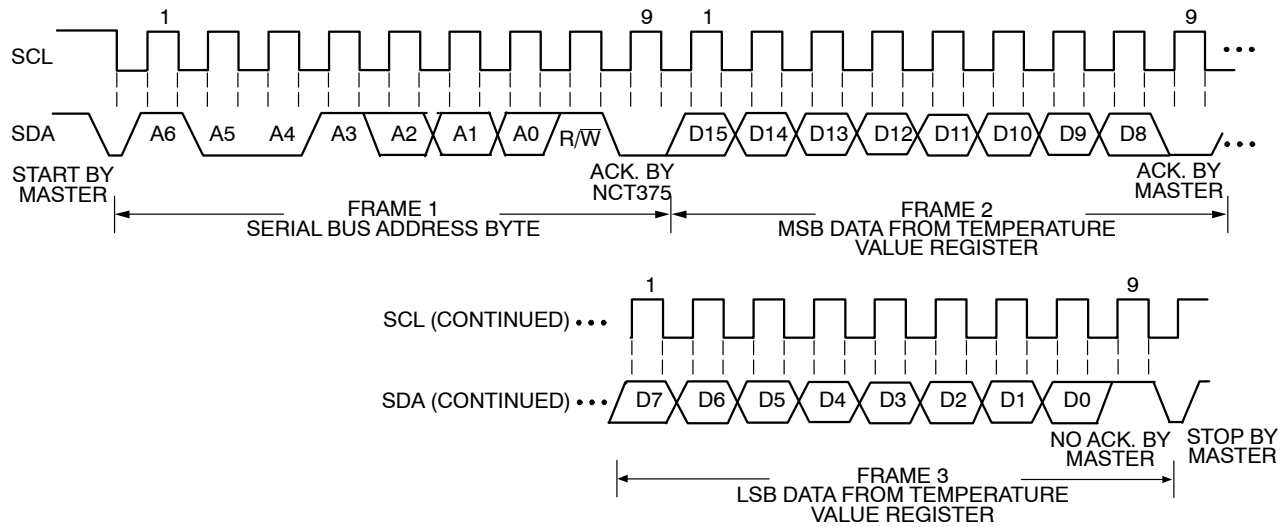 1 9 1 9
SCL •••
SDA A6 A5 A4 A3 A2 A1 A0 R/W̅ D15 D14 D13 D12 D11 D10 D9 D8 •••
START BY
MASTER
ACK. BY
NCT375
ACK. BY
MASTER
FRAME 1
SERIAL BUS ADDRESS BYTE
FRAME 2
MSB DATA FROM TEMPERATURE
VALUE REGISTER
1 9
SCL (CONTINUED) •••
SDA (CONTINUED) ••• D7 D6 D5 D4 D3 D2 D1 D0
NO ACK. BY
MASTER
STOP BY
MASTER
FRAME 3
LSB DATA FROM TEMPERATURE
VALUE REGISTER